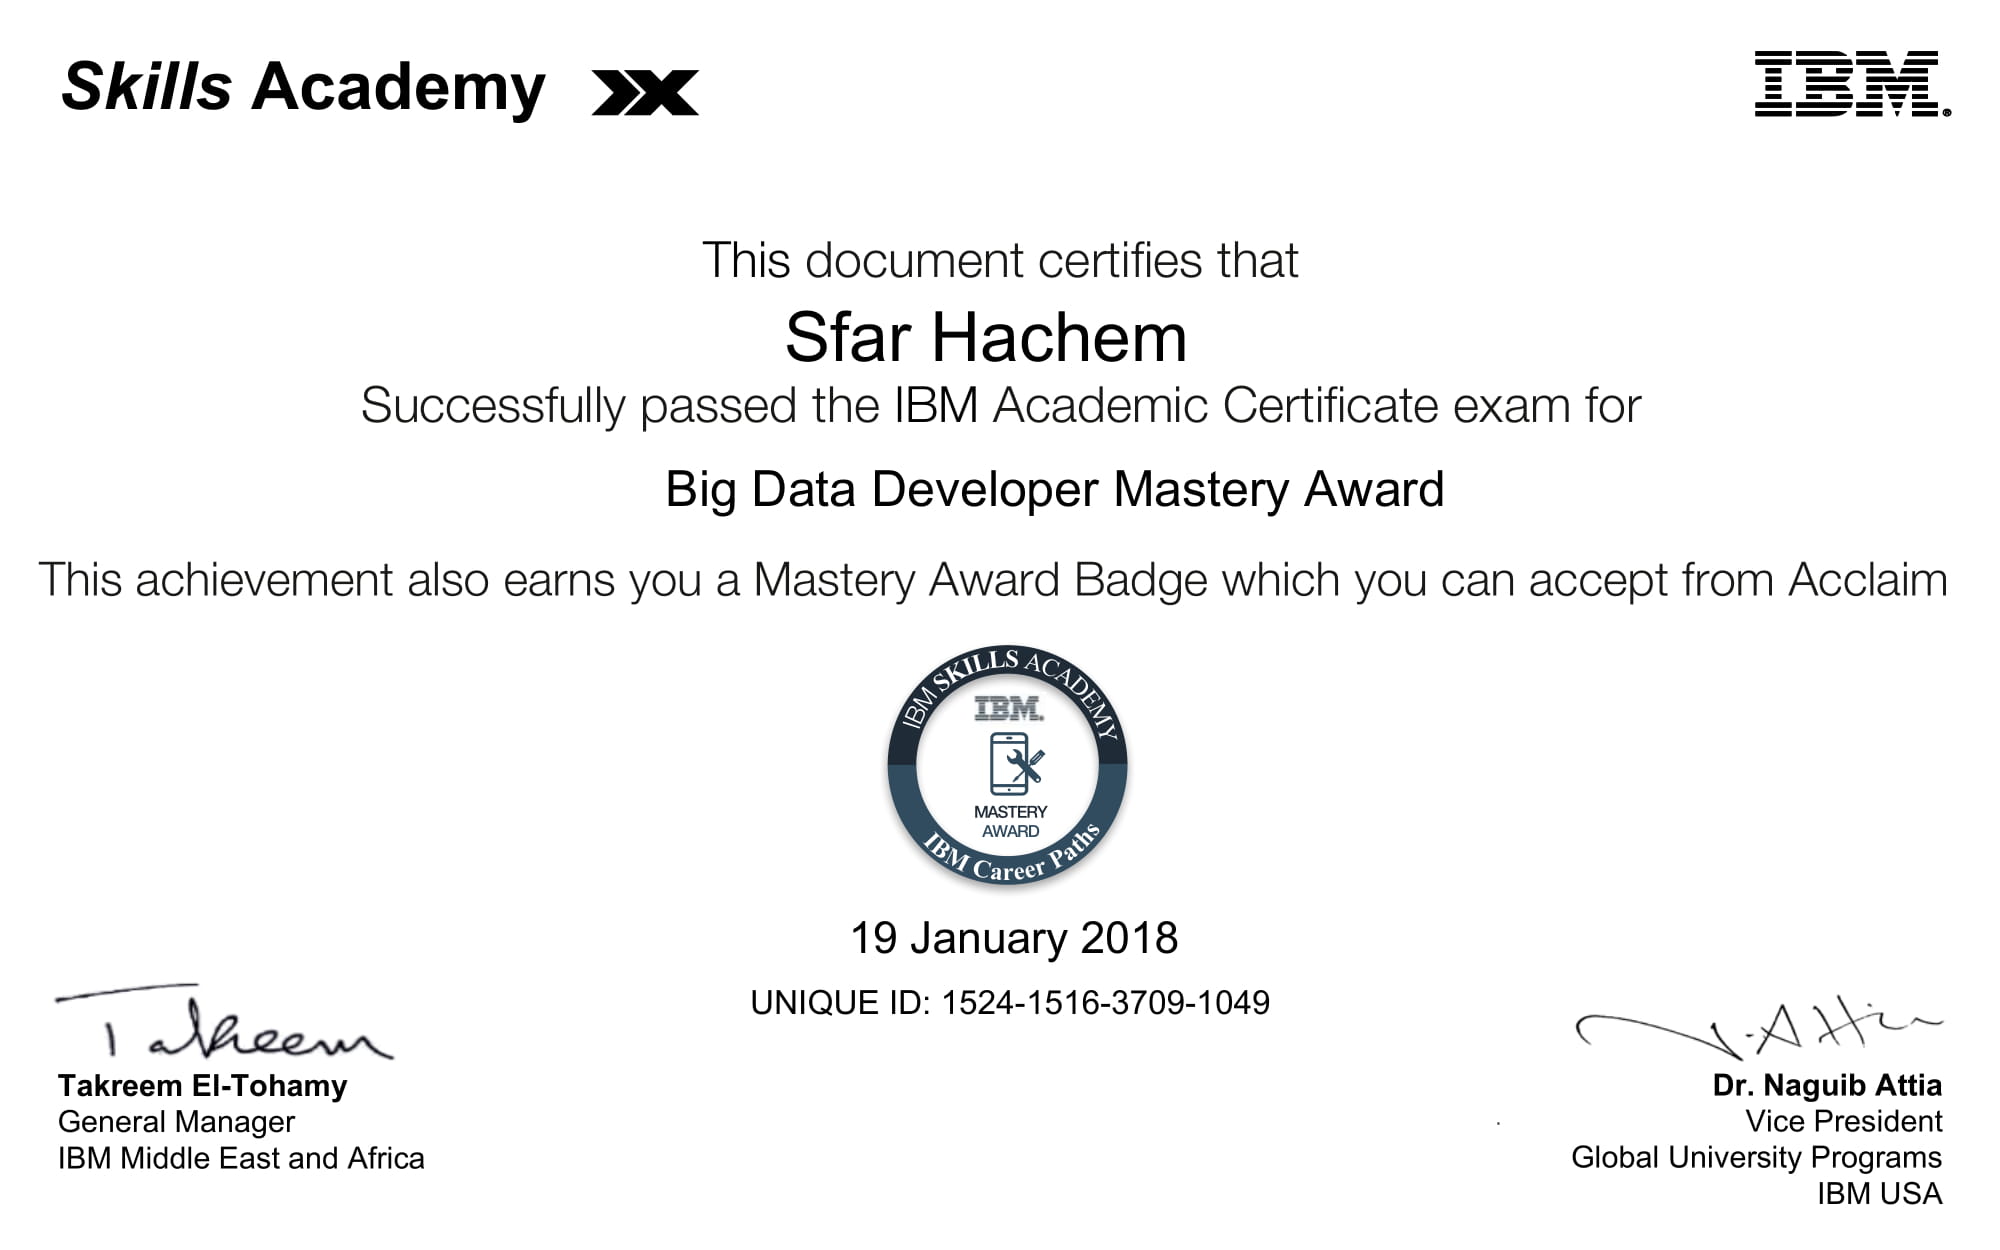 Skills Academy
IBM®
This document certifies that
Sfar Hachem
Successfully passed the IBM Academic Certificate exam for
Big Data Developer Mastery Award
This achievement also earns you a Mastery Award Badge which you can accept from Acclaim
IBM SKILLS ACADEMY
IBM.
MASTERY
AWARD
IBM Career Paths
19 January 2018
UNIQUE ID: 1524-1516-3709-1049
Takreem
Takreem El-Tohamy
General Manager
IBM Middle East and Africa
N. Attia
Dr. Naguib Attia
Vice President
Global University Programs
IBM USA